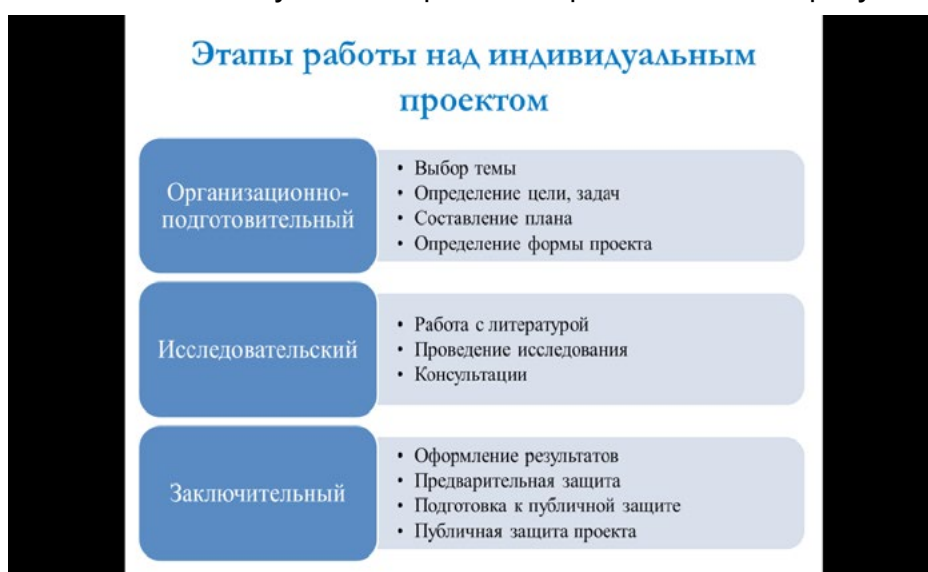 Этапы работы над индивидуальным
проектом
Организационно-
подготовительный
• Выбор темы
• Определение цели, задач
• Составление плана
• Определение формы проекта
Исследовательский
• Работа с литературой
• Проведение исследования
• Консультации
Заключительный
• Оформление результатов
• Предварительная защита
• Подготовка к публичной защите
• Публичная защита проекта